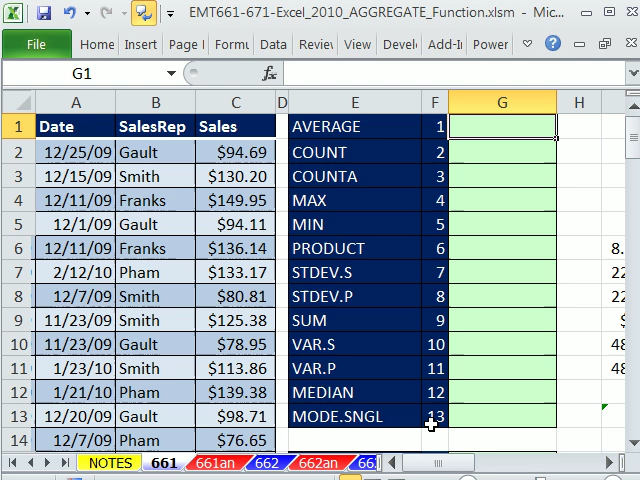 EMT661-671-Excel_2010_AGGREGATE_Function.xlsm - Mic...
File Home Insert Page l Formu Data Reviev View Devel Add-I Power
G1 fx
A B C D E F G H
1 Date SalesRep Sales AVERAGE 1
2 12/25/09 Gault $94.69 COUNT 2
3 12/15/09 Smith $130.20 COUNTA 3
4 12/11/09 Franks $149.95 MAX 4
5 12/1/09 Gault $94.11 MIN 5
6 12/11/09 Franks $136.14 PRODUCT 6 8.
7 2/12/10 Pham $133.17 STDEV.S 7 22
8 12/7/09 Smith $80.81 STDEV.P 8 22
9 11/23/09 Smith $125.38 SUM 9 $
10 11/23/09 Gault $78.95 VAR.S 10 48
11 1/23/10 Smith $113.86 VAR.P 11 48
12 1/21/10 Pham $139.38 MEDIAN 12
13 12/20/09 Gault $98.71 MODE.SNGL 13
14 12/7/09 Pham $76.65
NOTES 661 661an 662 662an 66